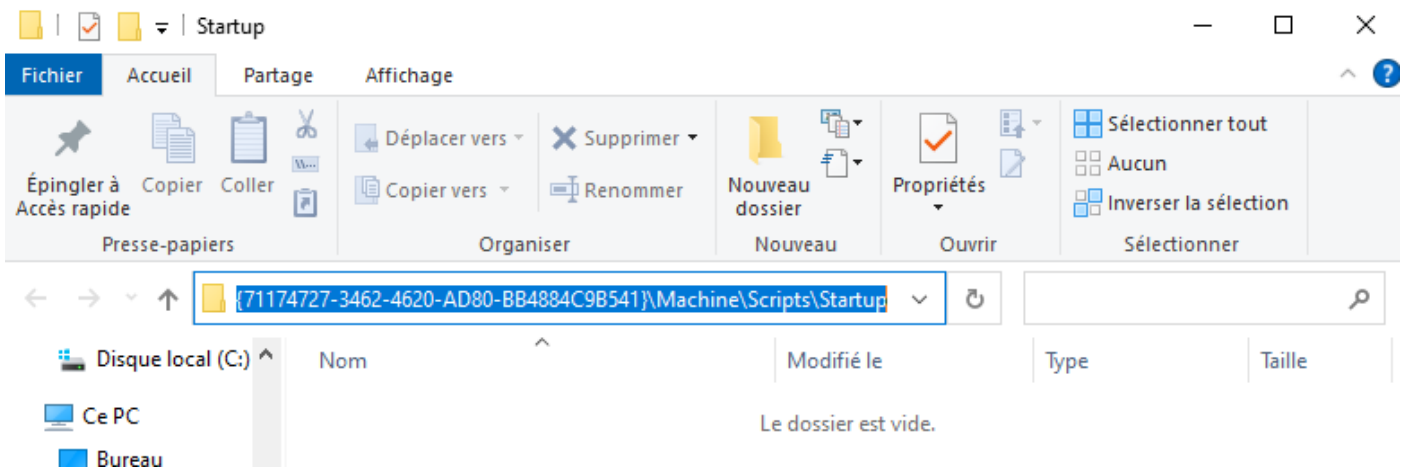 Startup
Fichier Accueil Partage Affichage
Épingler à Accès rapide
Copier
Coller
Presse-papiers
Déplacer vers
Copier vers
Supprimer
Renommer
Organiser
Nouveau dossier
Nouveau
Propriétés
Ouvrir
Sélectionner tout
Aucun
Inverser la sélection
Sélectionner
{71174727-3462-4620-AD80-BB4884C9B541}\Machine\Scripts\Startup
Disque local (C:)
Ce PC
Bureau
Nom Modifié le Type Taille
Le dossier est vide.